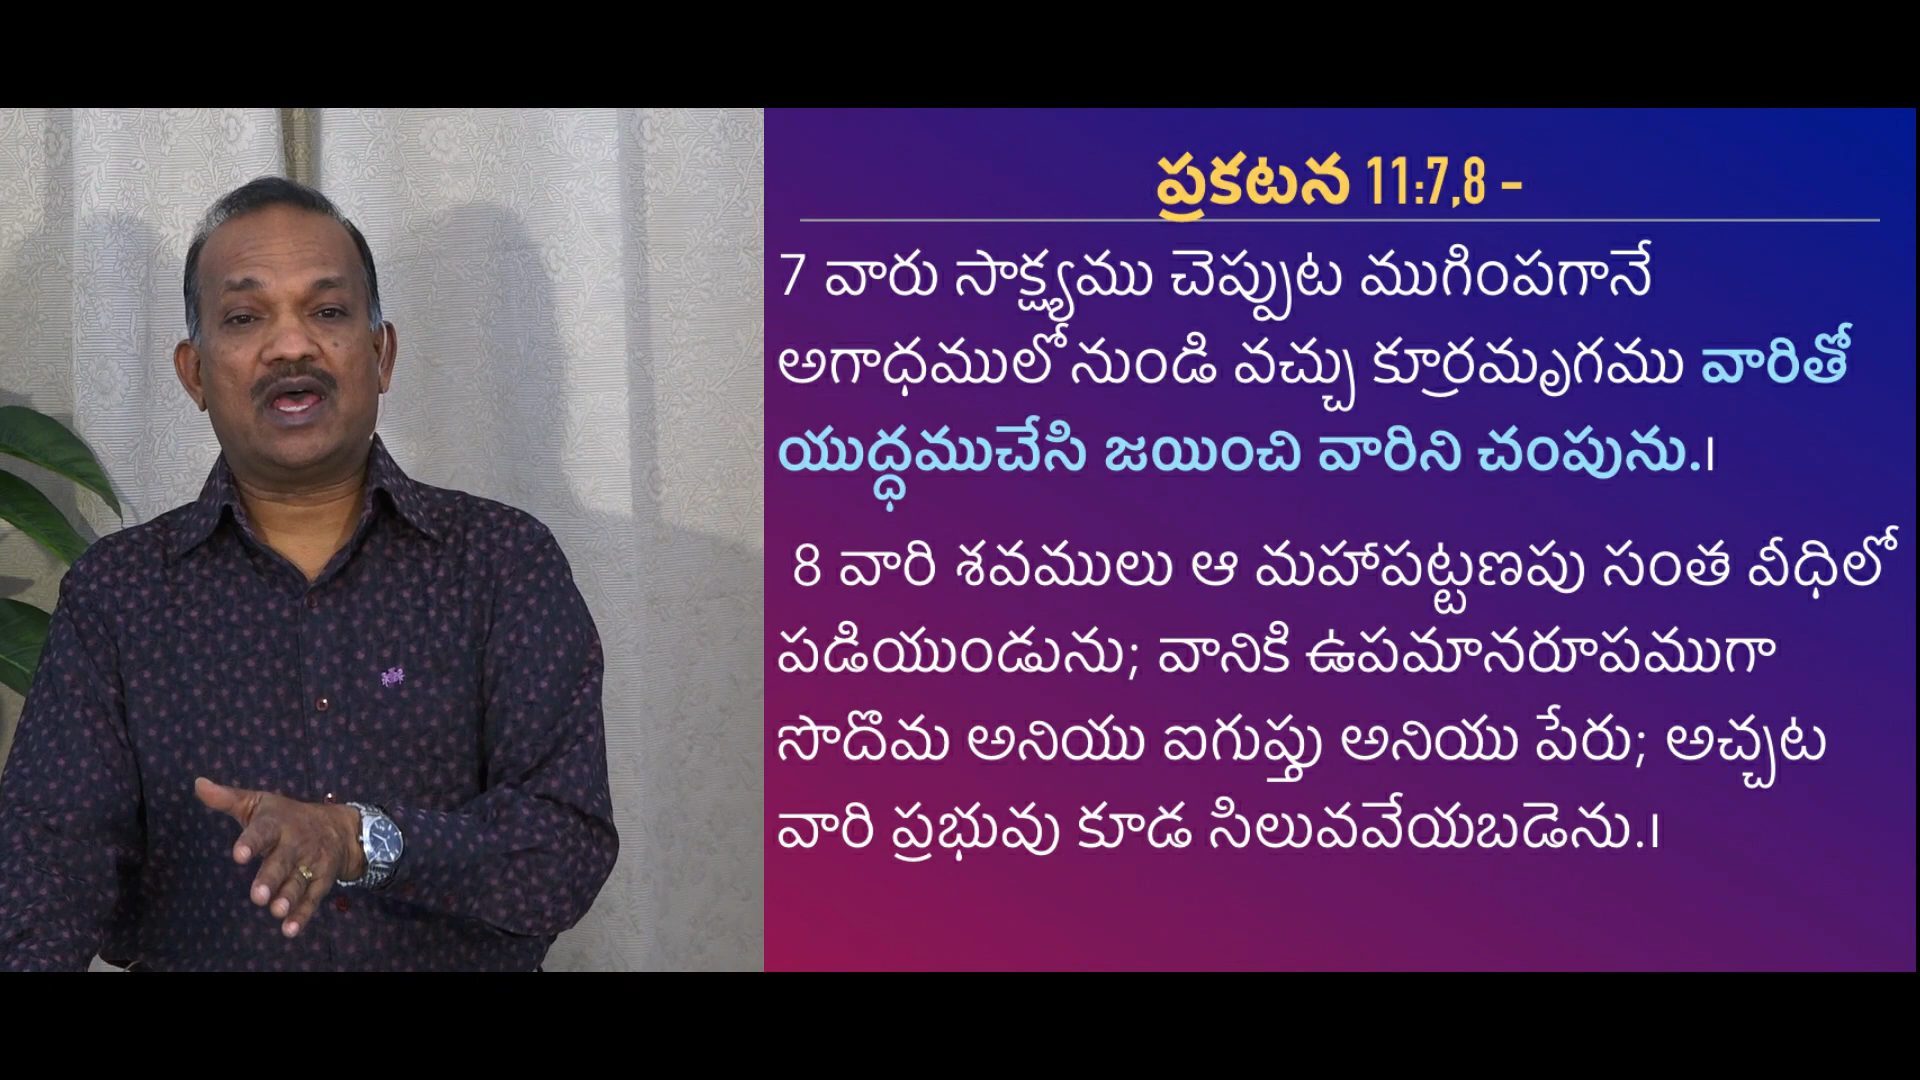 ప్రకటన 11:7,8 -
7 వారు సాక్ష్యము చెప్పుట ముగింపగానే
అగాధములో నుండి వచ్చు కూర్రమృగము వారితో
యుద్ధముచేసి జయించి వారిని చంపును.।
8 వారి శవములు ఆ మహాపట్టణపు సంత వీధిలో
పడియుండును; వానికి ఉపమానరూపముగా
సొదొమ అనియు ఐగుప్తు అనియు పేరు; అచ్చట
వారి ప్రభువు కూడ సిలువవేయబడెను.।